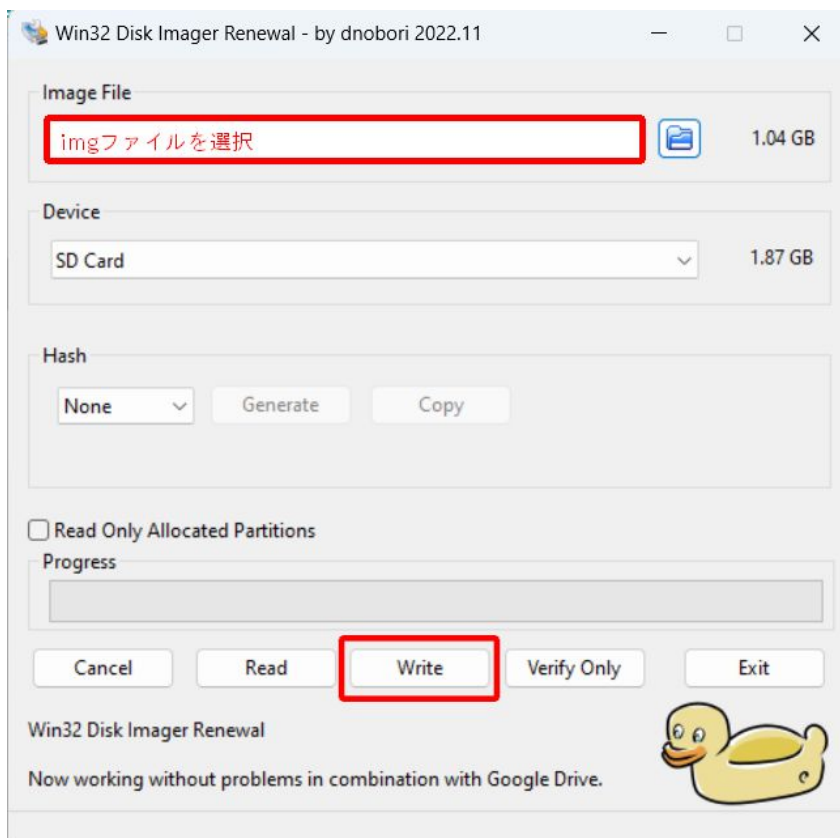 Win32 Disk Imager Renewal - by dnobori 2022.11
Image File
imgファイルを選択
1.04 GB
Device
SD Card
1.87 GB
Hash
None
Generate
Copy
Read Only Allocated Partitions
Progress
Cancel
Read
Write
Verify Only
Exit
Win32 Disk Imager Renewal
Now working without problems in combination with Google Drive.